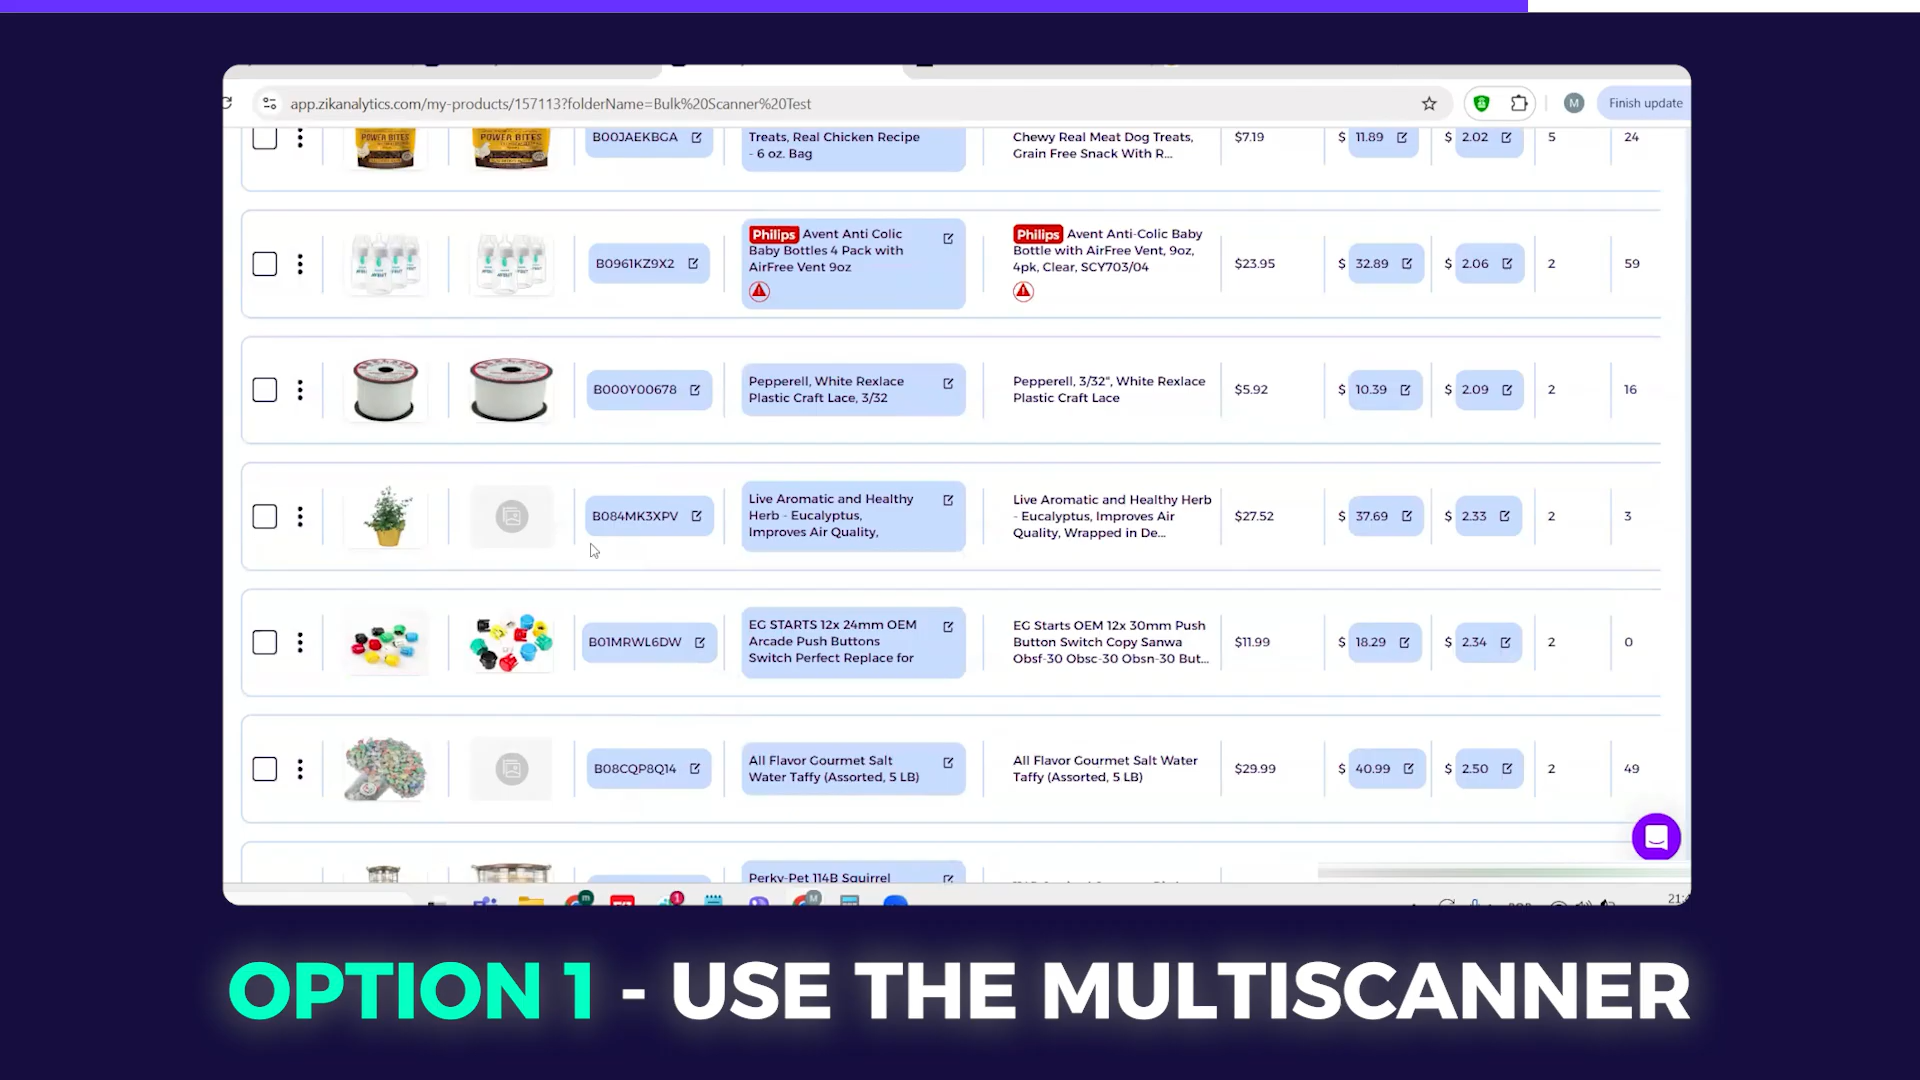 app.zikanalytics.com/my-products/157113?folderName=Bulk%20Scanner%20Test
M
Finish update
POWER BITES
POWER BITES
B00JAEKBGA
Treats, Real Chicken Recipe
- 6 oz. Bag
Chewy Real Meat Dog Treats,
Grain Free Snack With R...
$7.19
$ 11.89
$ 2.02
5
24
B0961KZ9X2
Philips Avent Anti Colic
Baby Bottles 4 Pack with
AirFree Vent 9oz
Philips Avent Anti-Colic Baby
Bottle with AirFree Vent, 9oz,
4pk, Clear, SCY703/04
$23.95
$ 32.89
$ 2.06
2
59
B000Y00678
Pepperell, White Rexlace
Plastic Craft Lace, 3/32
Pepperell, 3/32", White Rexlace
Plastic Craft Lace
$5.92
$ 10.39
$ 2.09
2
16
B084MK3XPV
Live Aromatic and Healthy
Herb - Eucalyptus,
Improves Air Quality,
Live Aromatic and Healthy Herb
- Eucalyptus, Improves Air
Quality, Wrapped in De...
$27.52
$ 37.69
$ 2.33
2
3
B01MRWL6DW
EG STARTS 12x 24mm OEM
Arcade Push Buttons
Switch Perfect Replace for
EG Starts OEM 12x 30mm Push
Button Switch Copy Sanwa
Obsf-30 Obsc-30 Obsn-30 But...
$11.99
$ 18.29
$ 2.34
2
0
B08CQP8Q14
All Flavor Gourmet Salt
Water Taffy (Assorted, 5 LB)
All Flavor Gourmet Salt Water
Taffy (Assorted, 5 LB)
$29.99
$ 40.99
$ 2.50
2
49
Perky-Pet 114B Squirrel
OPTION 1 - USE THE MULTISCANNER